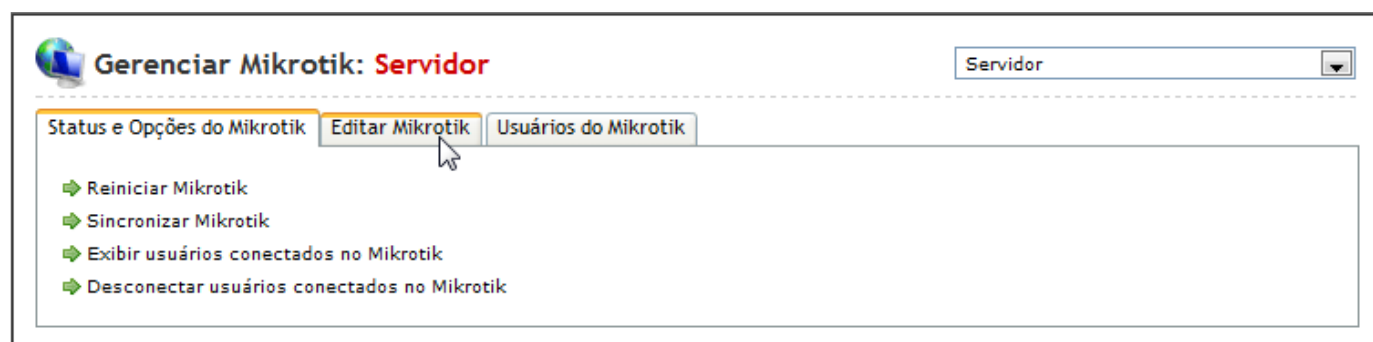 Gerenciar Mikrotik: Servidor
Servidor
Status e Opções do Mikrotik
Editar Mikrotik
Usuários do Mikrotik
Reiniciar Mikrotik
Sincronizar Mikrotik
Exibir usuários conectados no Mikrotik
Desconectar usuários conectados no Mikrotik